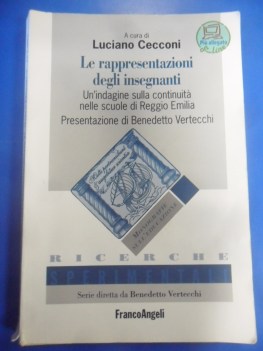 A cura di
Luciano Cecconi
Le rappresentazioni
degli insegnanti
Un'indagine sulla continuità
nelle scuole di Reggio Emilia
Presentazione di Benedetto Vertecchi
RICERCHE
SPERIMENTALI
Serie diretta da Benedetto Vertecchi
FrancoAngeli